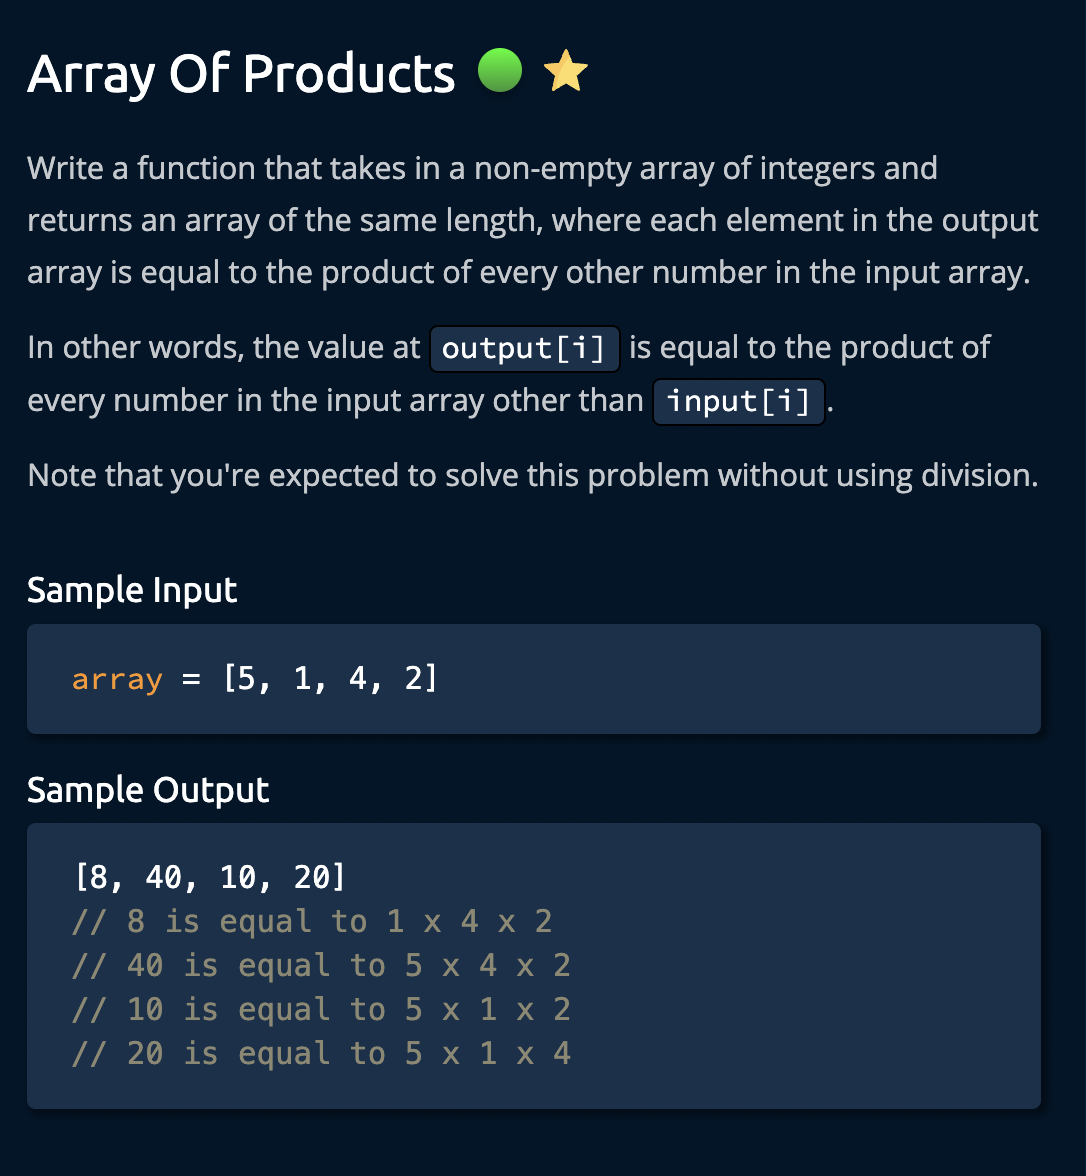 Array Of Products
Write a function that takes in a non-empty array of integers and
returns an array of the same length, where each element in the output
array is equal to the product of every other number in the input array.
In other words, the value at output[i] is equal to the product of
every number in the input array other than input[i].
Note that you're expected to solve this problem without using division.
Sample Input
array = [5, 1, 4, 2]
Sample Output
[8, 40, 10, 20]
// 8 is equal to 1 x 4 x 2
// 40 is equal to 5 x 4 x 2
// 10 is equal to 5 x 1 x 2
// 20 is equal to 5 x 1 x 4